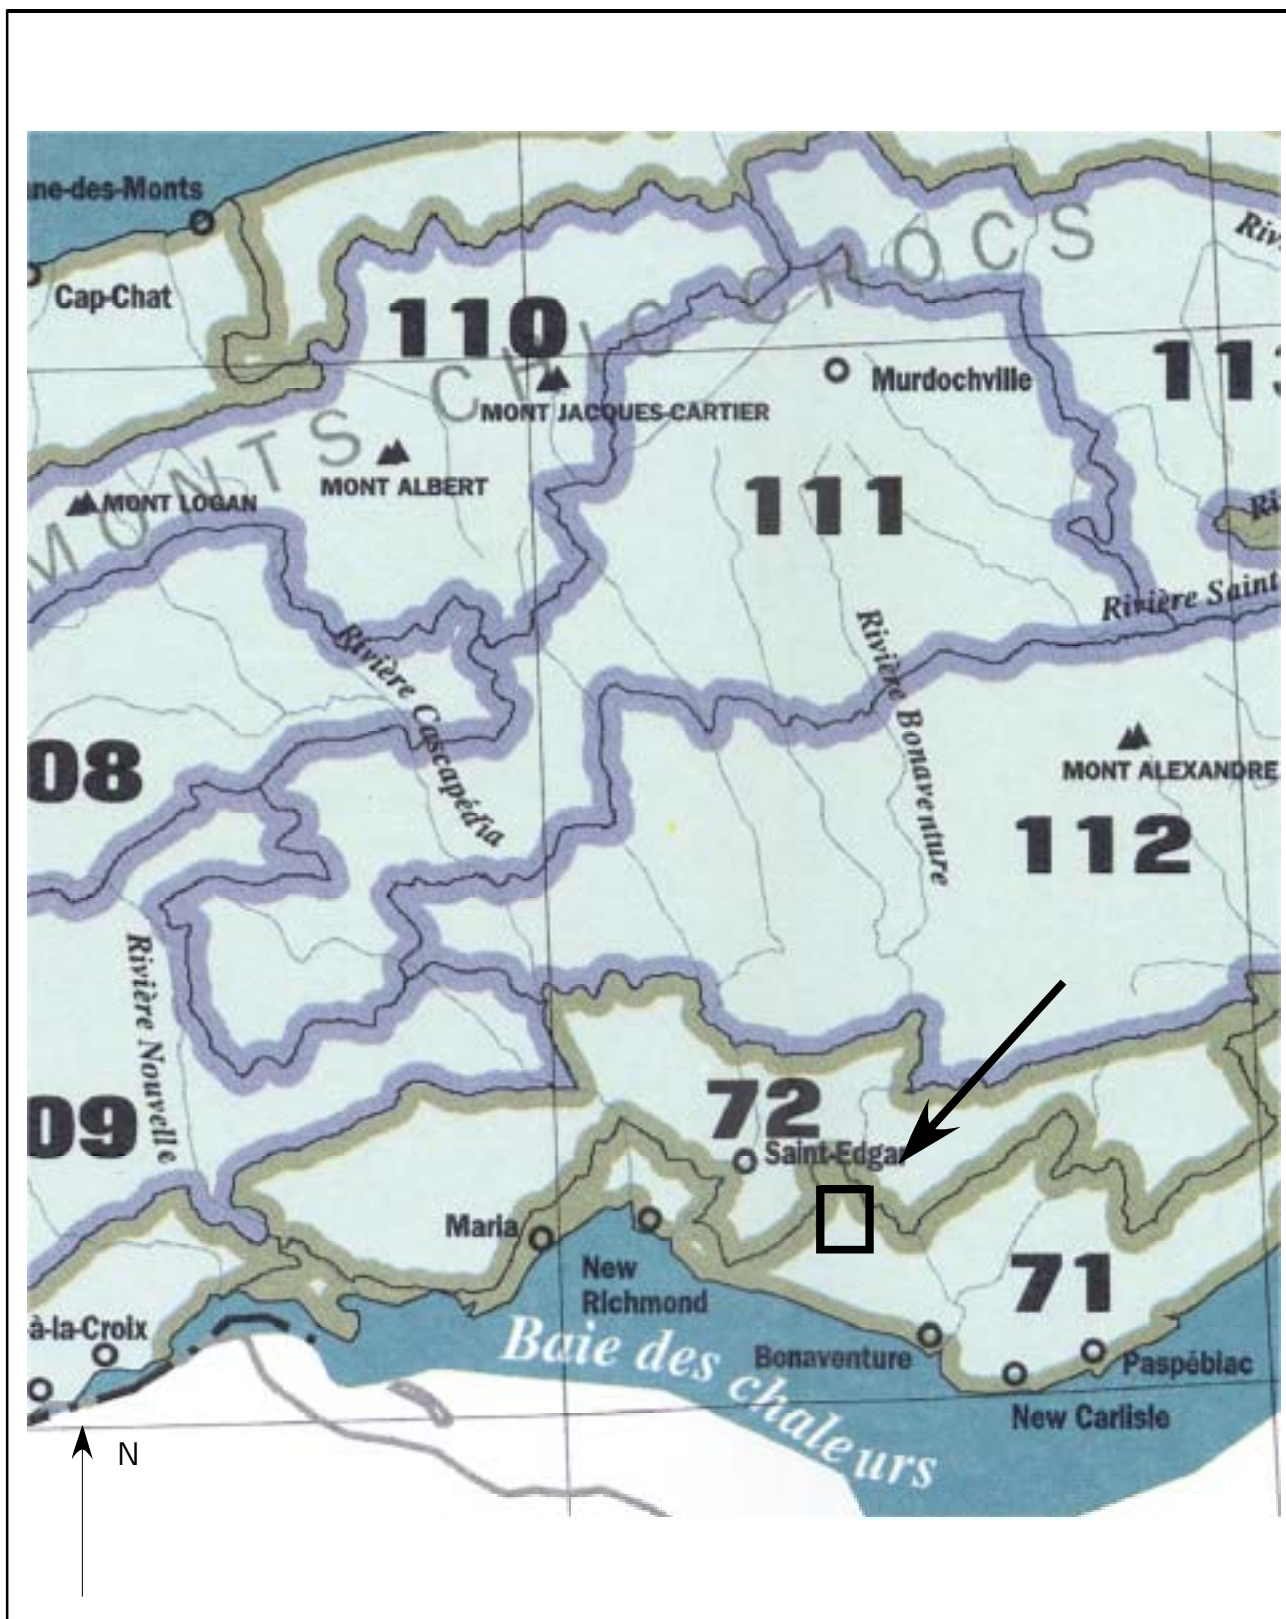 ne-des-Monts
Cap-Chat
110
MONTS CHIC-CHOCS
Murdochville
113
MONT JACQUES-CARTIER
MONT ALBERT
MONT LOGAN
111
Rivière Saint
Rivière Cascapédia
Rivière Bonaventure
08
MONT ALEXANDRE
112
Rivière Nouvelle
09
72
Saint-Edgar
Maria
New
Richmond
71
à-la-Croix
Baie des chaleurs
Bonaventure
Paspébiac
New Carlisle
N